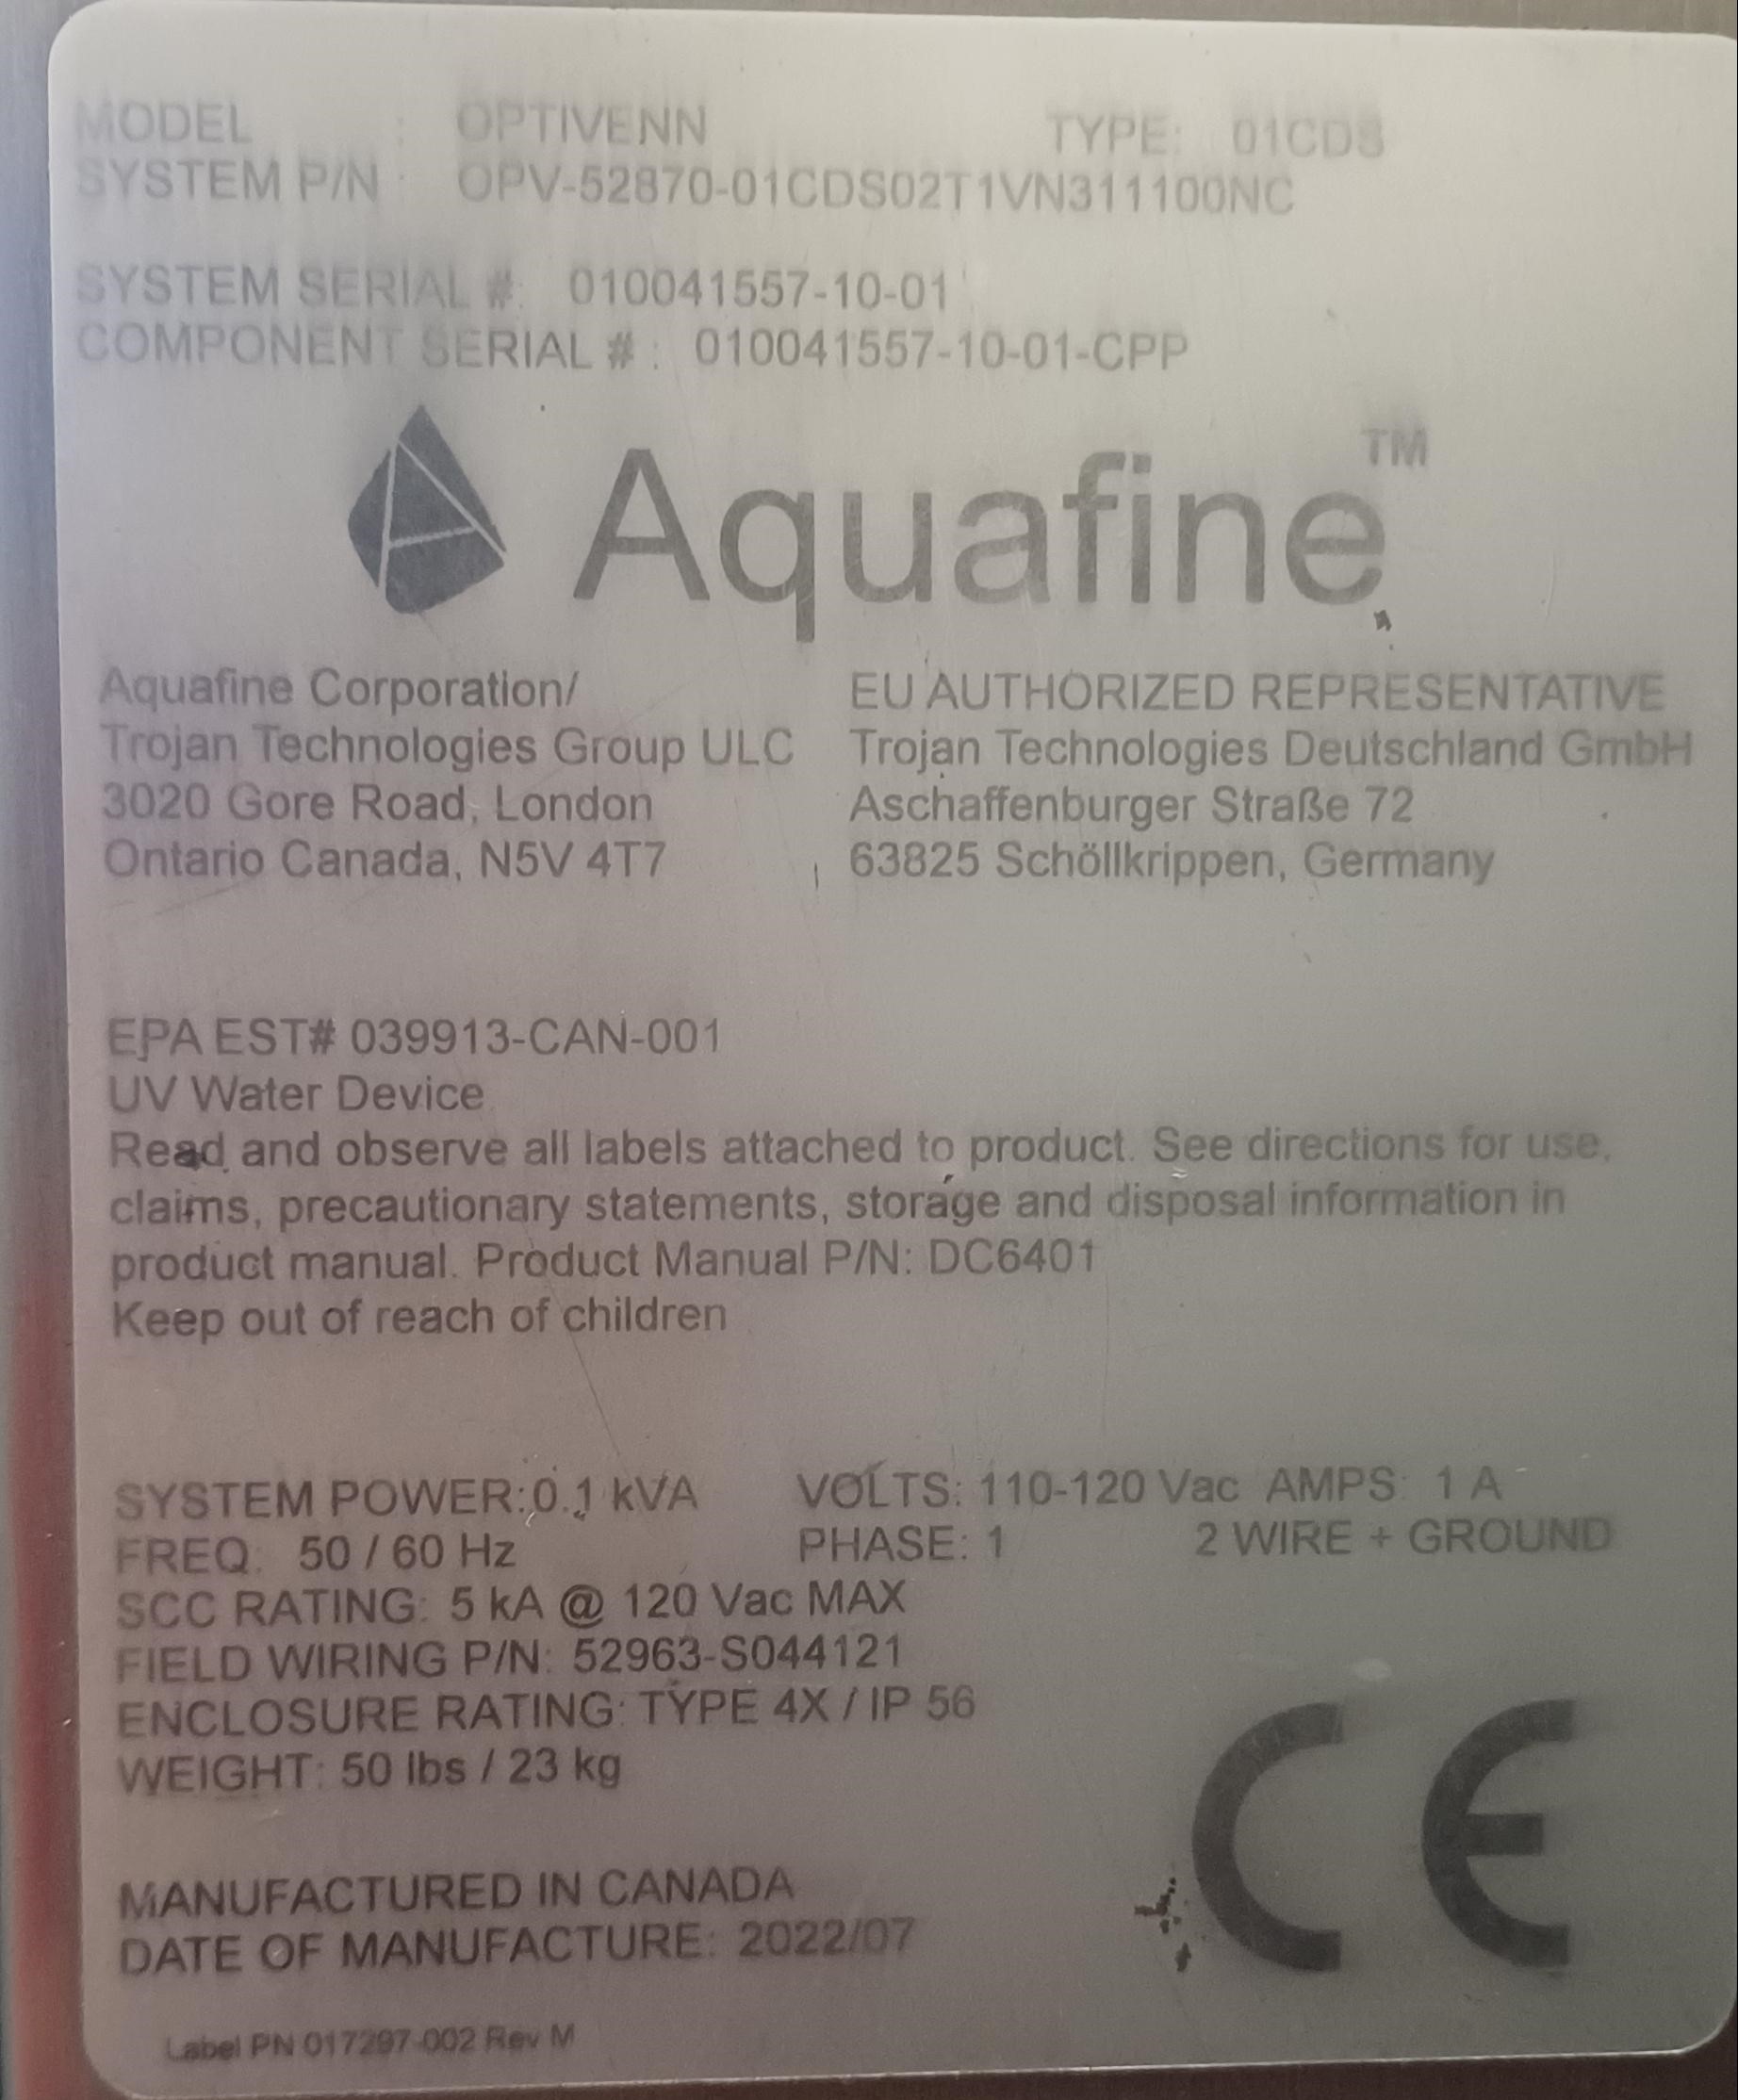 MODEL : OPTIVENN TYPE: 01CDS
SYSTEM P/N : OPV-52870-01CDS02T1VN311100NC
SYSTEM SERIAL #: 010041557-10-01
COMPONENT SERIAL # : 010041557-10-01-CPP
Aquafine™
Aquafine Corporation/
Trojan Technologies Group ULC
3020 Gore Road, London
Ontario Canada, N5V 4T7
EU AUTHORIZED REPRESENTATIVE
Trojan Technologies Deutschland GmbH
Aschaffenburger Straße 72
63825 Schöllkrippen, Germany
EPA EST# 039913-CAN-001
UV Water Device
Read and observe all labels attached to product. See directions for use,
claims, precautionary statements, storage and disposal information in
product manual. Product Manual P/N: DC6401
Keep out of reach of children
SYSTEM POWER: 0.1 kVA VOLTS: 110-120 Vac AMPS: 1 A
FREQ: 50 / 60 Hz PHASE: 1 2 WIRE + GROUND
SCC RATING: 5 kA @ 120 Vac MAX
FIELD WIRING P/N: 52963-S044121
ENCLOSURE RATING: TYPE 4X / IP 56
WEIGHT: 50 lbs / 23 kg
CE
MANUFACTURED IN CANADA
DATE OF MANUFACTURE: 2022/07
Label PN 017297-002 Rev M